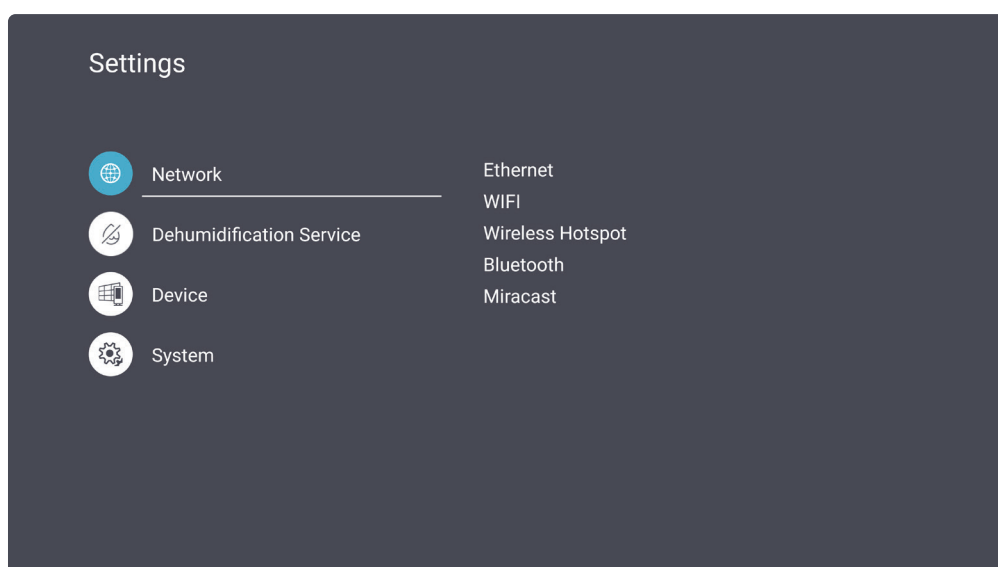 Settings
Network
Dehumidification Service
Device
System
Ethernet
WIFI
Wireless Hotspot
Bluetooth
Miracast